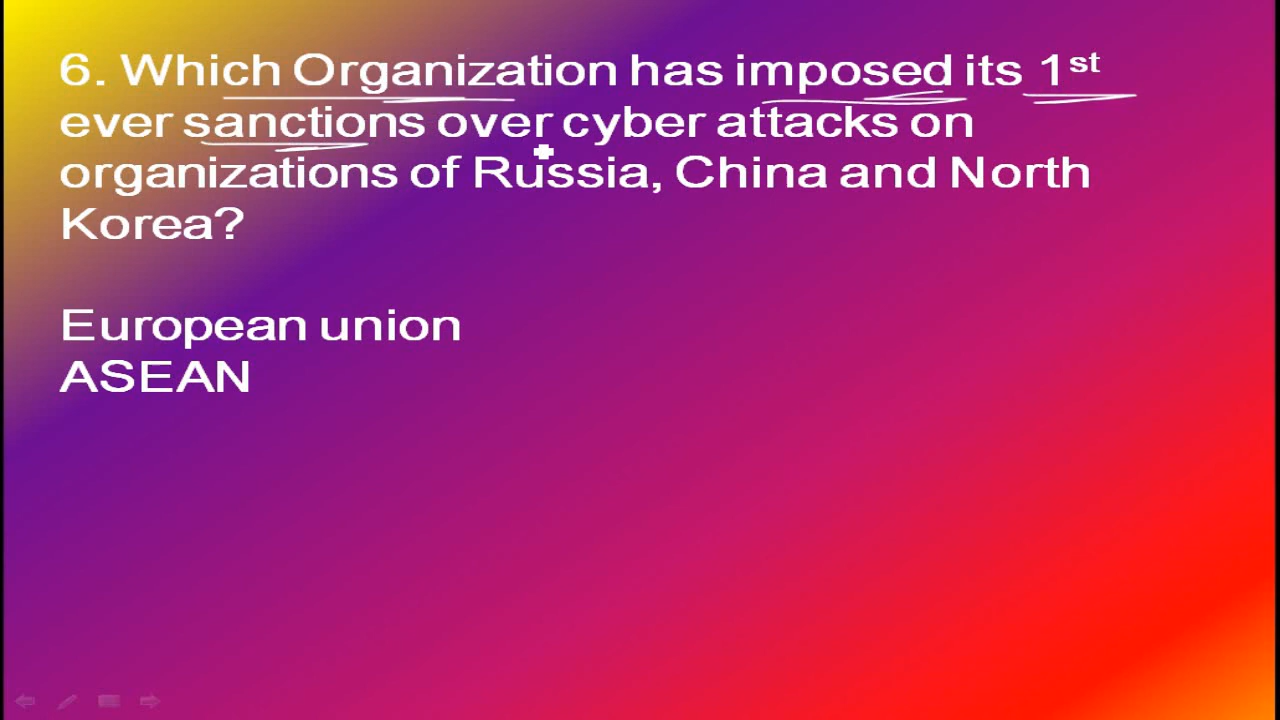 6. Which Organization has imposed its 1st
ever sanctions over cyber attacks on
organizations of Russia, China and North
Korea?
European union
ASEAN